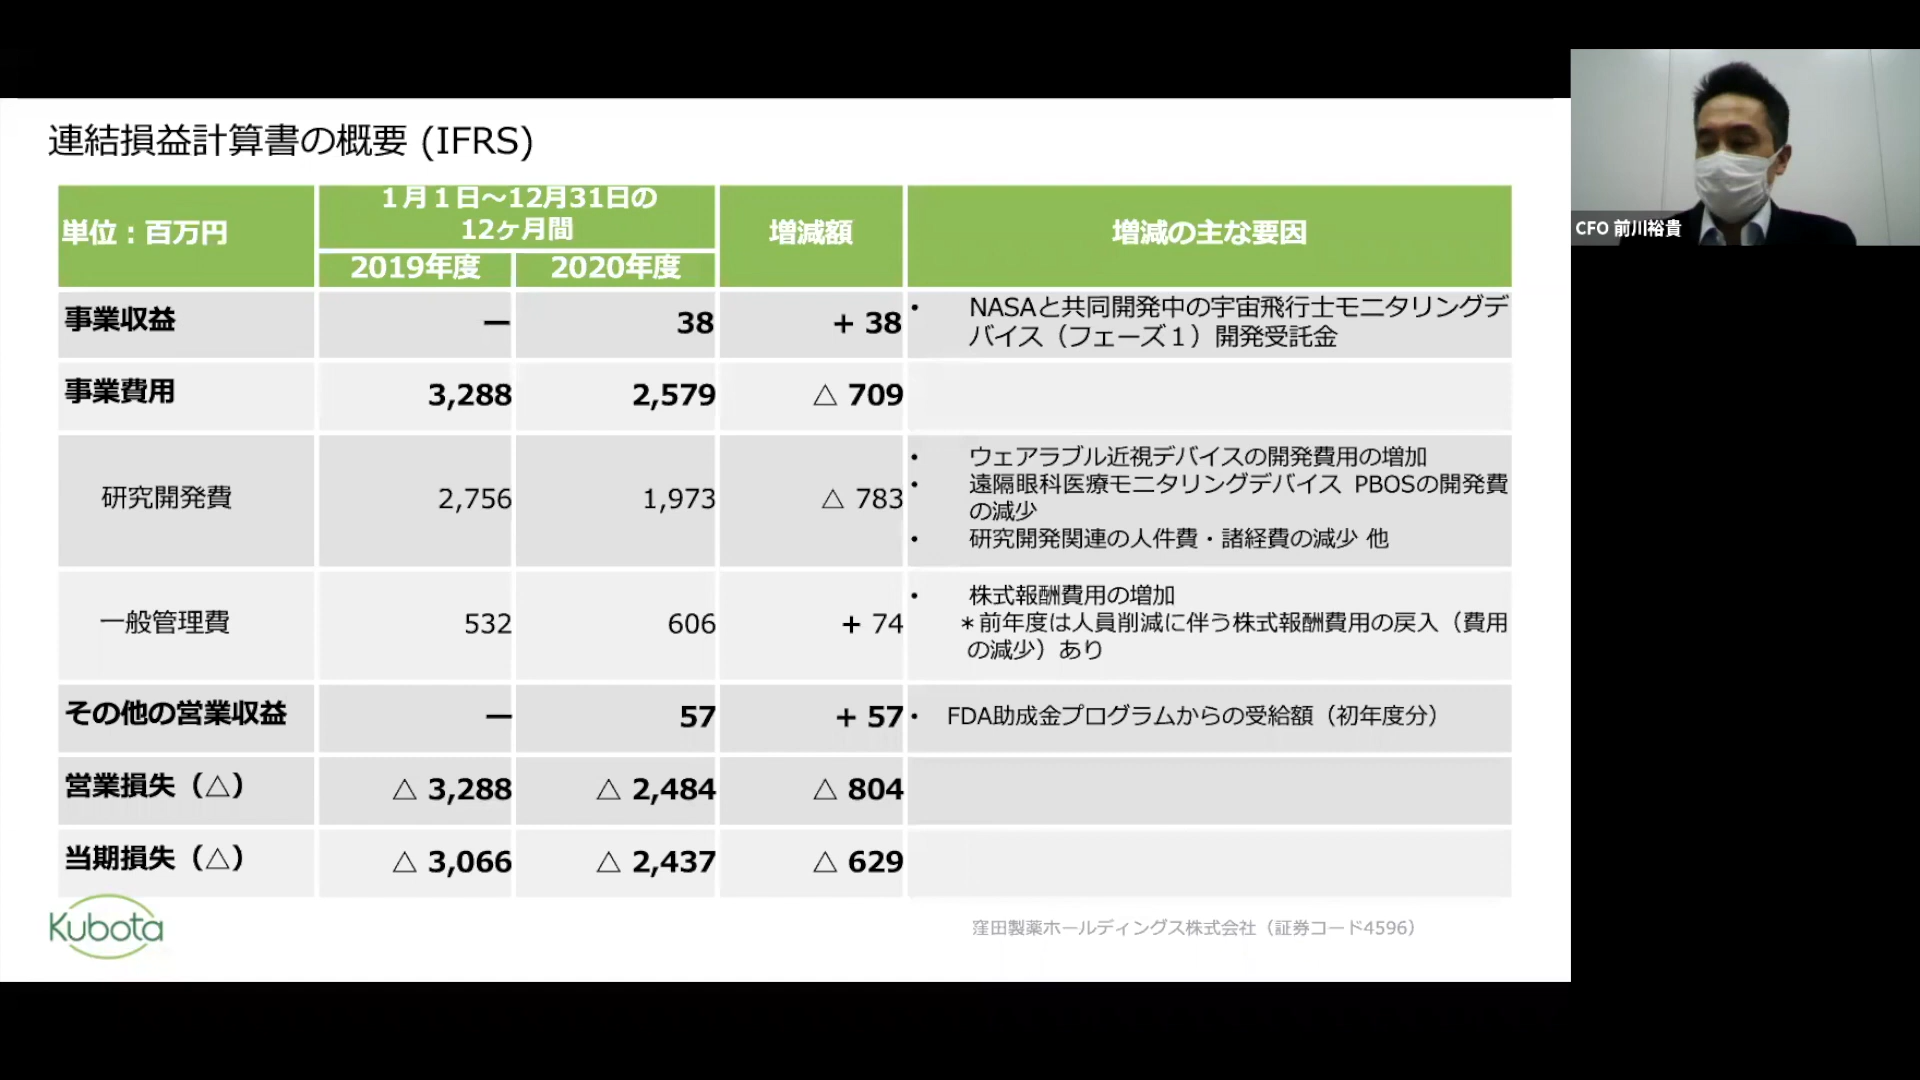 連結損益計算書の概要 (IFRS)
単位：百万円
１月１日～12月31日の
12ヶ月間
増減額
増減の主な要因
2019年度
2020年度
事業収益
ー
38
+ 38
• NASAと共同開発中の宇宙飛行士モニタリングデ
バイス（フェーズ１）開発受託金
事業費用
3,288
2,579
△ 709
研究開発費
2,756
1,973
△ 783
• ウェアラブル近視デバイスの開発費用の増加
• 遠隔眼科医療モニタリングデバイス PBOSの開発費
の減少
• 研究開発関連の人件費・諸経費の減少 他
一般管理費
532
606
+ 74
• 株式報酬費用の増加
＊前年度は人員削減に伴う株式報酬費用の戻入（費用
の減少）あり
その他の営業収益
ー
57
+ 57
• FDA助成金プログラムからの受給額（初年度分）
営業損失（△）
△ 3,288
△ 2,484
△ 804
当期損失（△）
△ 3,066
△ 2,437
△ 629
Kubota
窪田製薬ホールディングス株式会社（証券コード4596）
CFO 前川裕貴